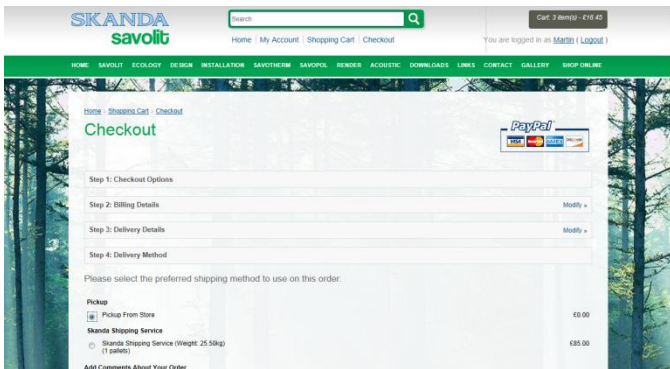 SKANDA
savolit
Search
Cart: 3 item(s) - £16.45
Home | My Account | Shopping Cart | Checkout
You are logged in as Martin ( Logout )
HOME SAVOLIT ECOLOGY DESIGN INSTALLATION SAVOTHERM SAVOPOL RENDER ACOUSTIC DOWNLOADS LINKS CONTACT GALLERY SHOP ONLINE
Home » Shopping Cart » Checkout
Checkout
PayPal
VISA
Step 1: Checkout Options
Step 2: Billing Details Modify »
Step 3: Delivery Details Modify »
Step 4: Delivery Method
Please select the preferred shipping method to use on this order.
Pickup
Pickup From Store £0.00
Skanda Shipping Service
Skanda Shipping Service (Weight: 25.50kg) £85.00
(1 pallets)
Add Comments About Your Order